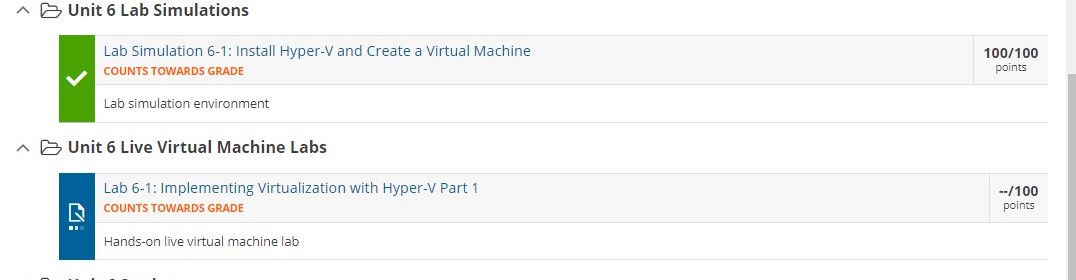 Unit 6 Lab Simulations
Lab Simulation 6-1: Install Hyper-V and Create a Virtual Machine
COUNTS TOWARDS GRADE
100/100
points
Lab simulation environment
Unit 6 Live Virtual Machine Labs
Lab 6-1: Implementing Virtualization with Hyper-V Part 1
COUNTS TOWARDS GRADE
--/100
points
Hands-on live virtual machine lab